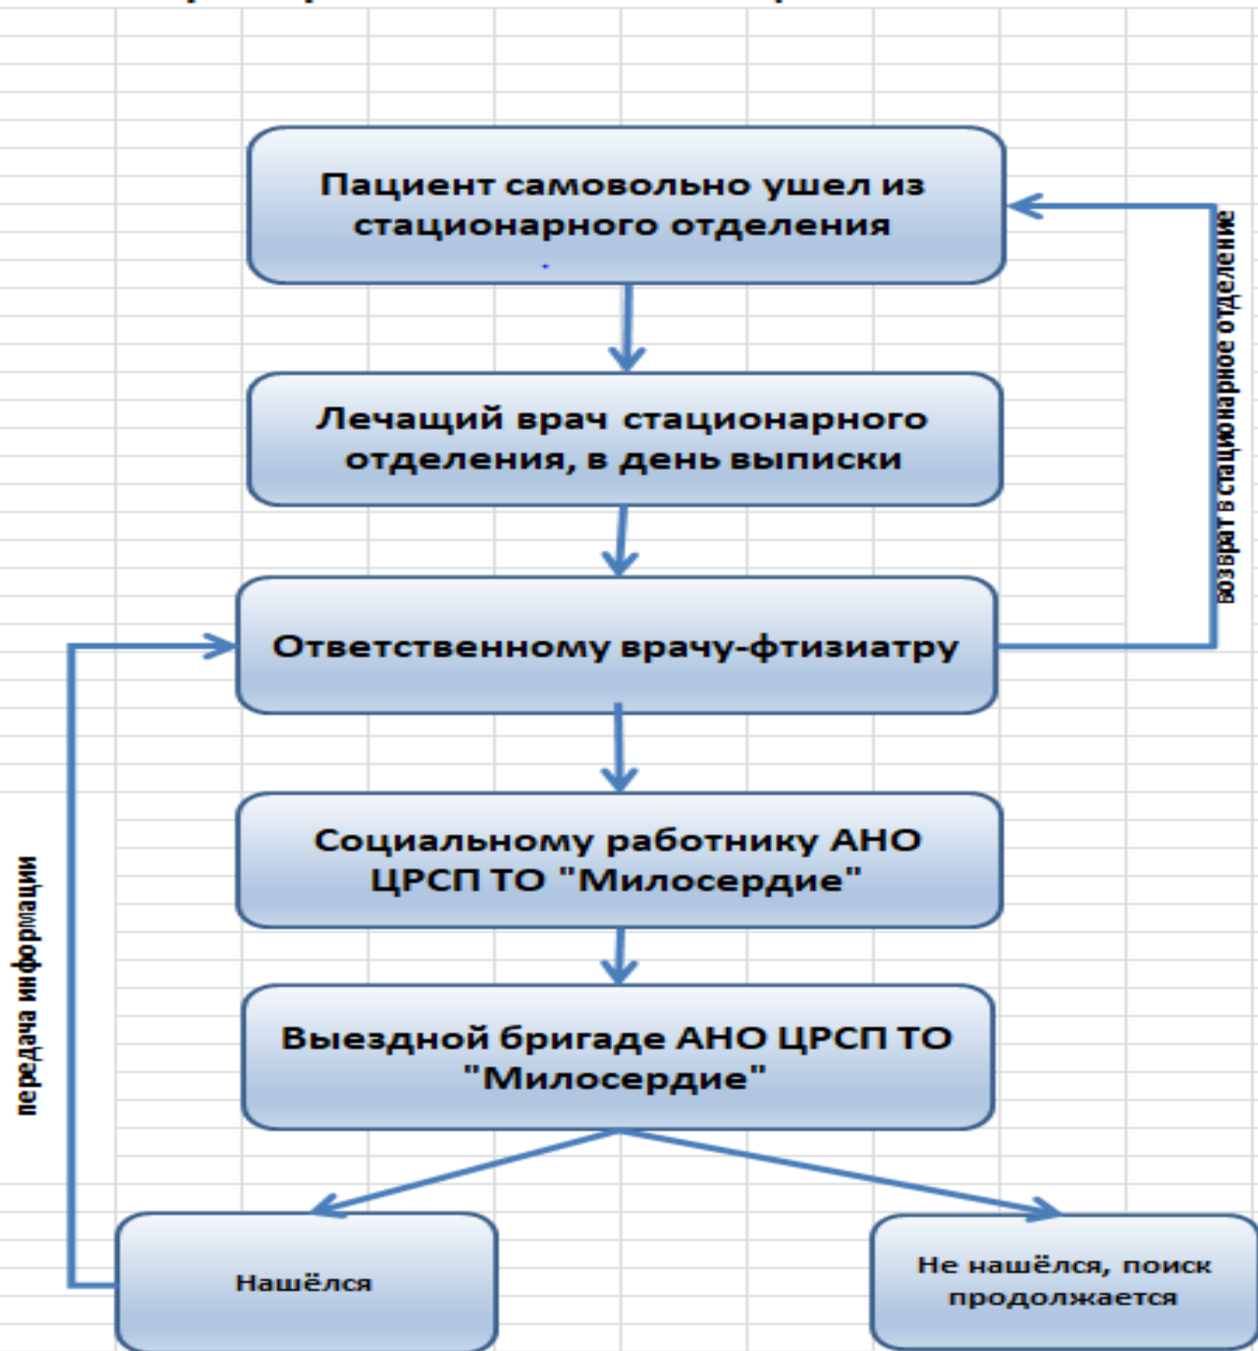 Пациент самовольно ушел из
стационарного отделения
возврат в стационарное отделение
Лечащий врач стационарного
отделения, в день выписки
Ответственному врачу-фтизиатру
Социальному работнику АНО
ЦРСП ТО "Милосердие"
передача информации
Выездной бригаде АНО ЦРСП ТО
"Милосердие"
Нашёлся
Не нашёлся, поиск
продолжается